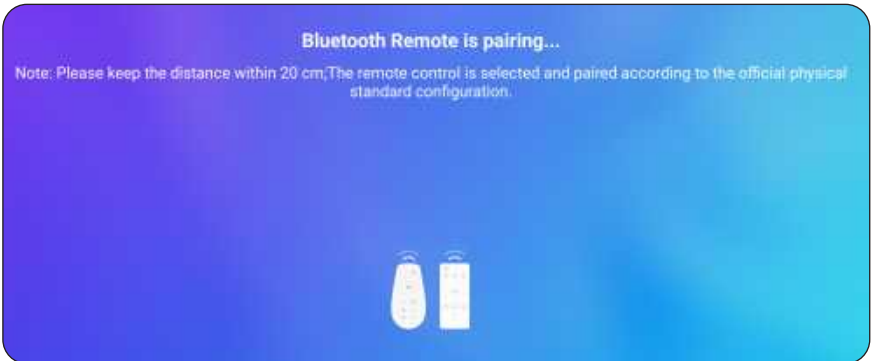 Bluetooth Remote is pairing...
Note: Please keep the distance within 20 cm,The remote control is selected and paired according to the official physical
standard configuration.